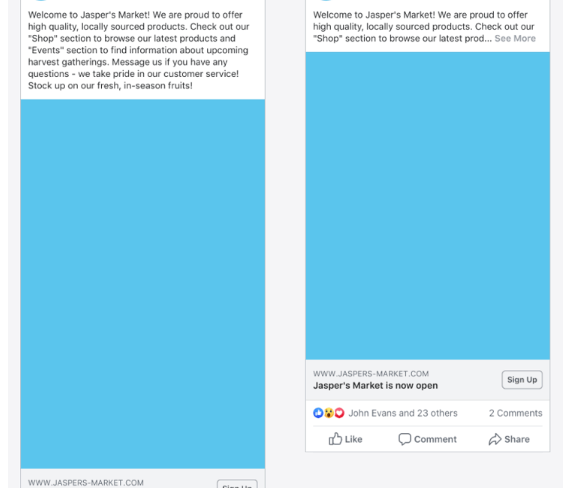 Welcome to Jasper's Market! We are proud to offer
high quality, locally sourced products. Check out our
"Shop" section to browse our latest products and
"Events" section to find information about upcoming
harvest gatherings. Message us if you have any
questions - we take pride in our customer service!
Stock up on our fresh, in-season fruits!
WWW.JASPERS-MARKET.COM
Sign Up
Welcome to Jasper's Market! We are proud to offer
high quality, locally sourced products. Check out our
"Shop" section to browse our latest prod... See More
WWW.JASPERS-MARKET.COM
Jasper's Market is now open
Sign Up
John Evans and 23 others 2 Comments
Like Comment Share